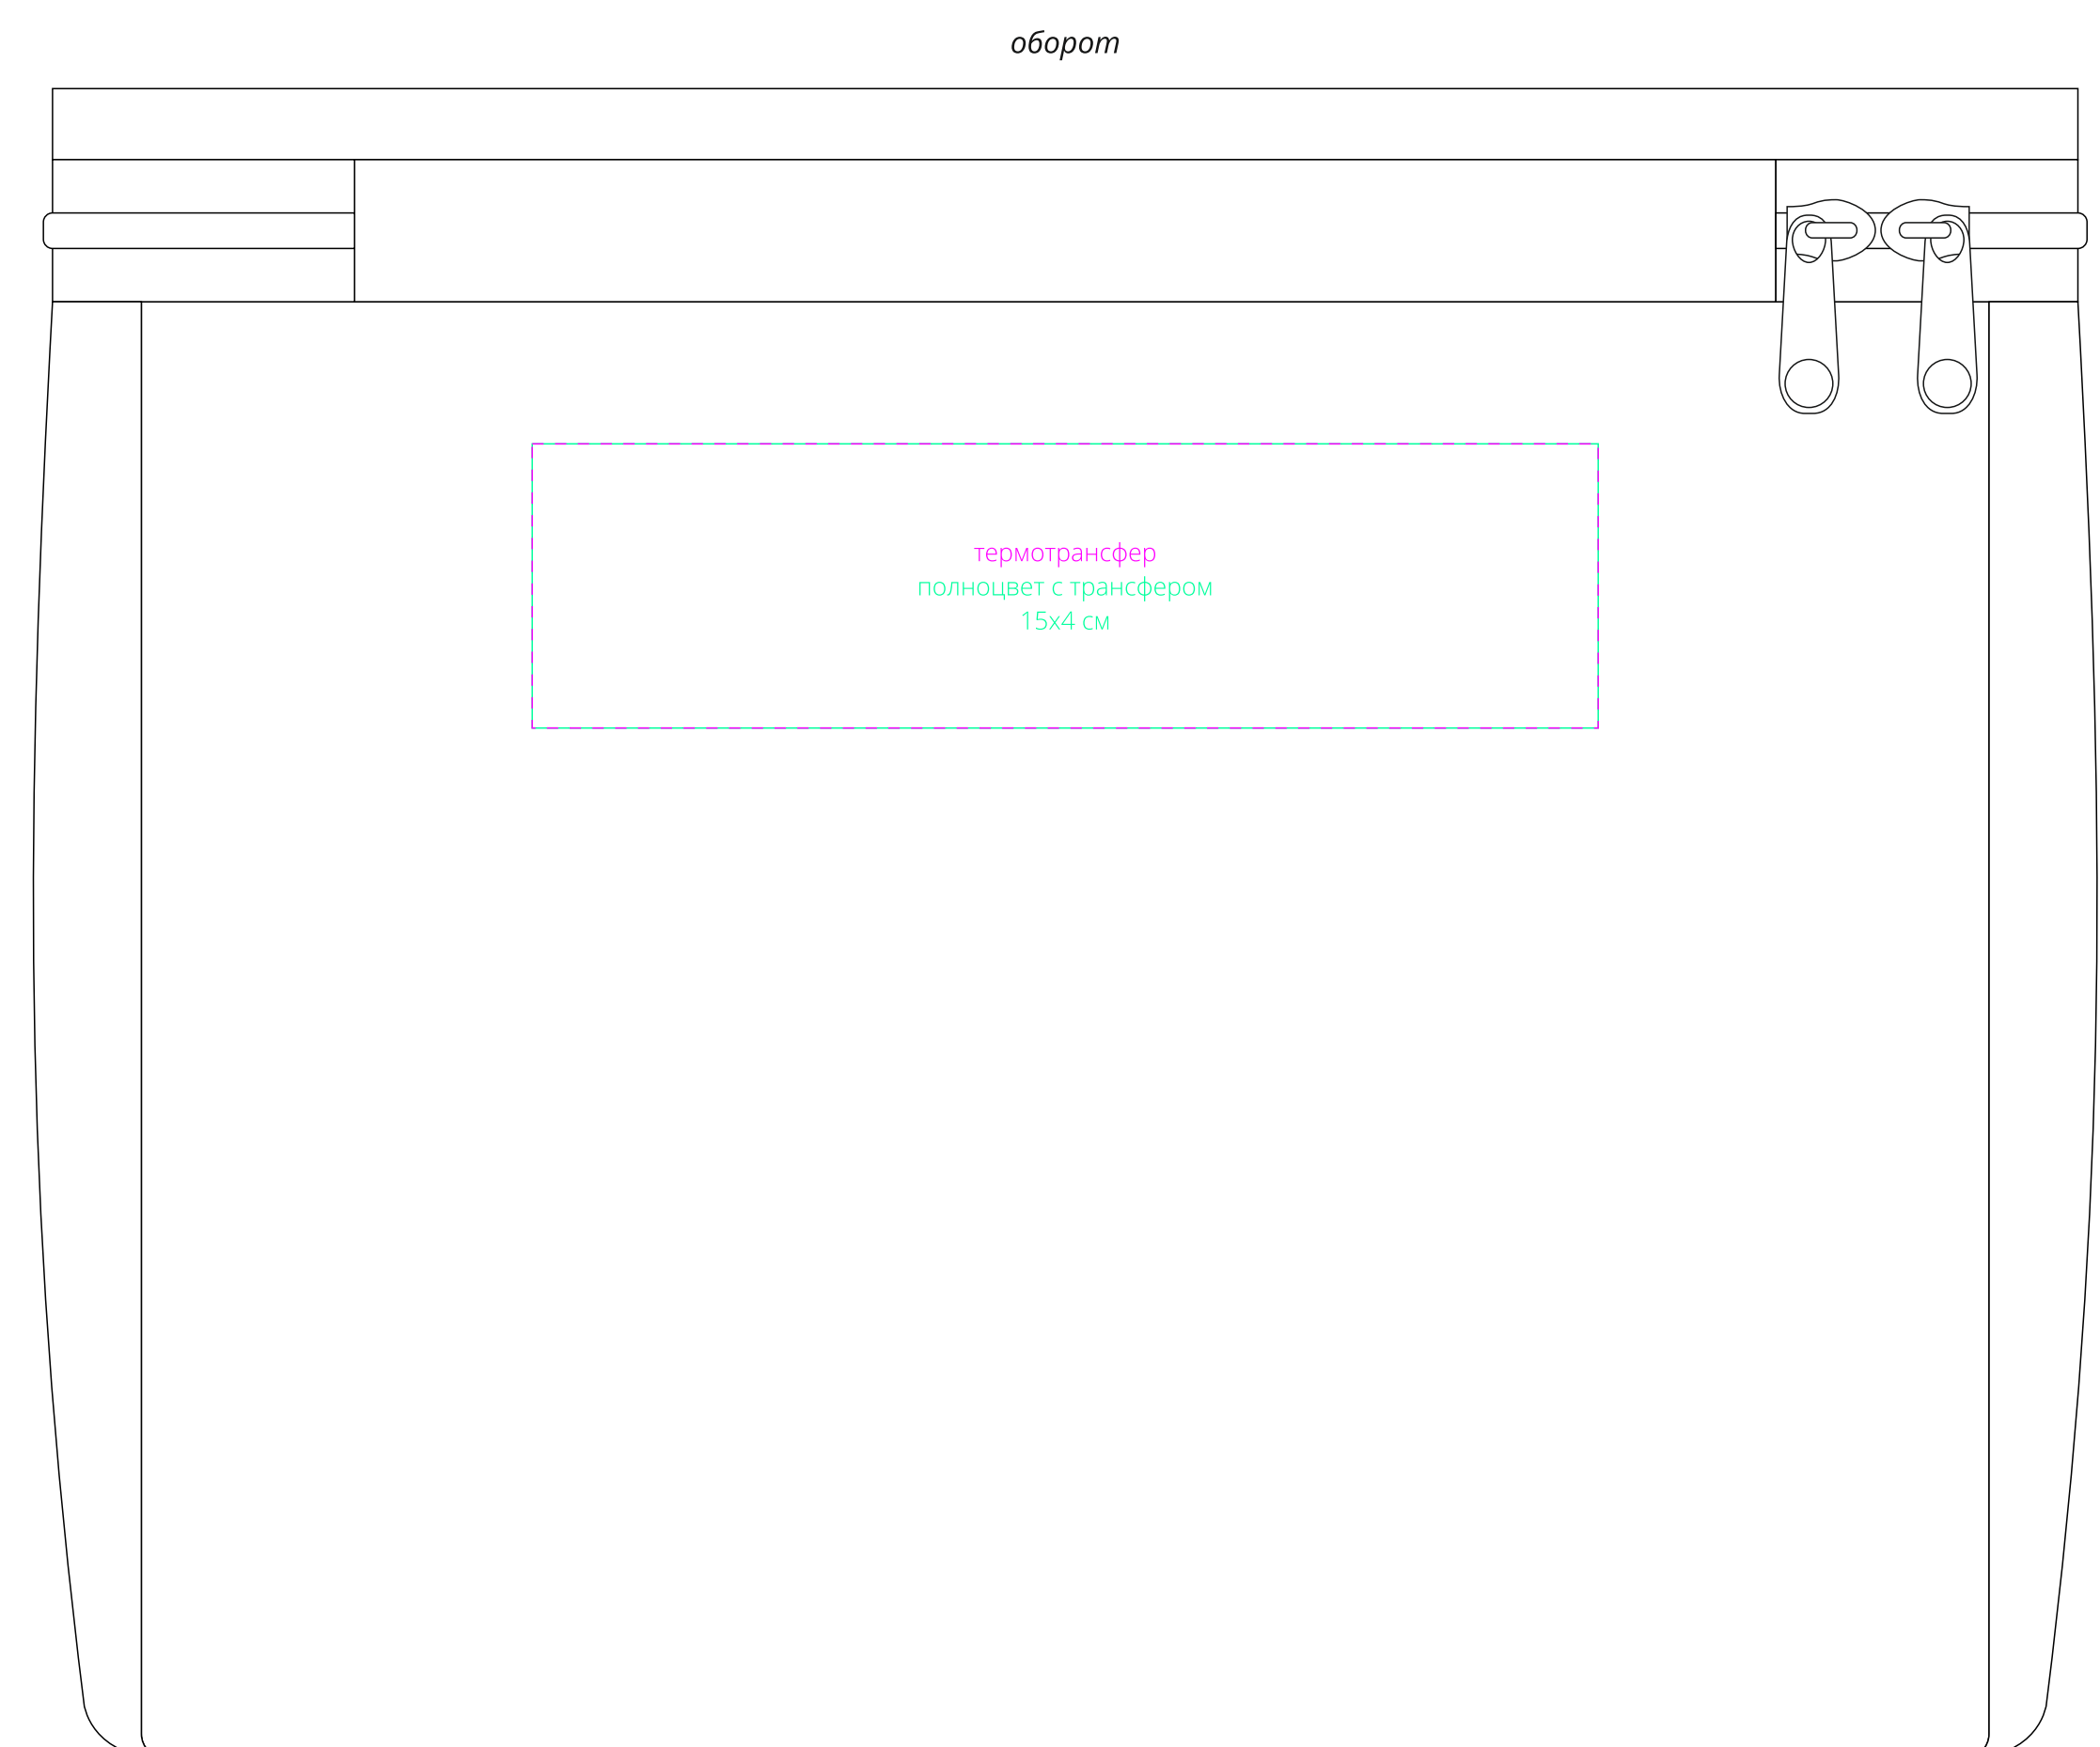 оборот
термотрансфер
полноцвет с трансфером
15х4 см